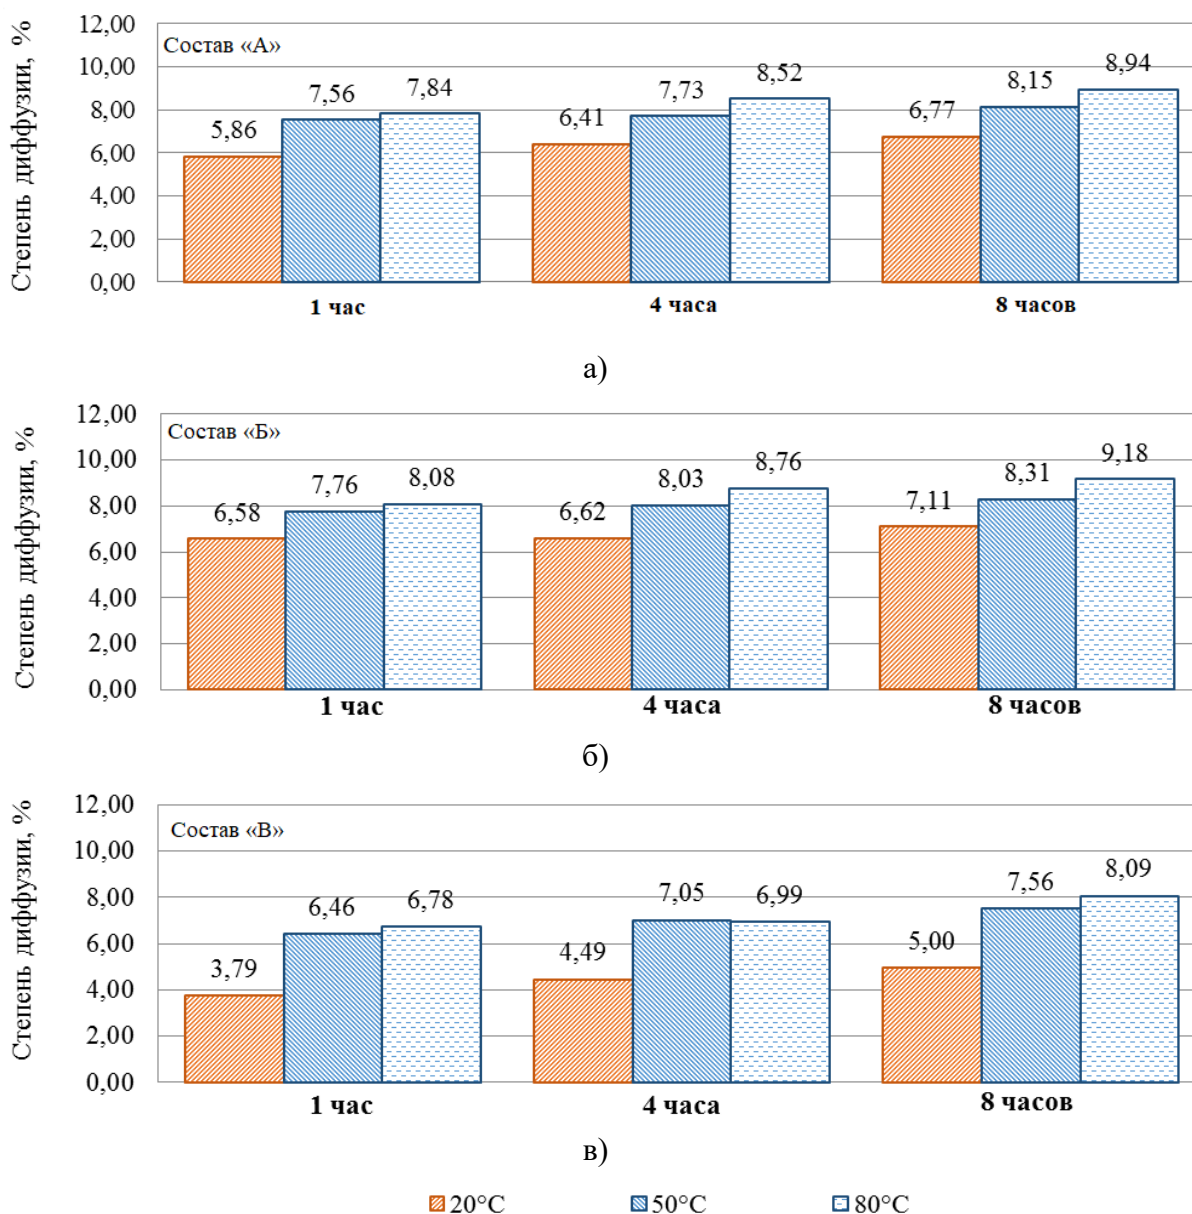 Степень диффузии, %
12,00
10,00
8,00
6,00
4,00
2,00
0,00
Состав «А»
5,86
7,56
7,84
6,41
7,73
8,52
6,77
8,15
8,94
1 час
4 часа
8 часов
а)
Степень диффузии, %
12,00
10,00
8,00
6,00
4,00
2,00
0,00
Состав «Б»
6,58
7,76
8,08
6,62
8,03
8,76
7,11
8,31
9,18
1 час
4 часа
8 часов
б)
Степень диффузии, %
12,00
10,00
8,00
6,00
4,00
2,00
0,00
Состав «В»
3,79
6,46
6,78
4,49
7,05
6,99
5,00
7,56
8,09
1 час
4 часа
8 часов
в)
20°C
50°C
80°C